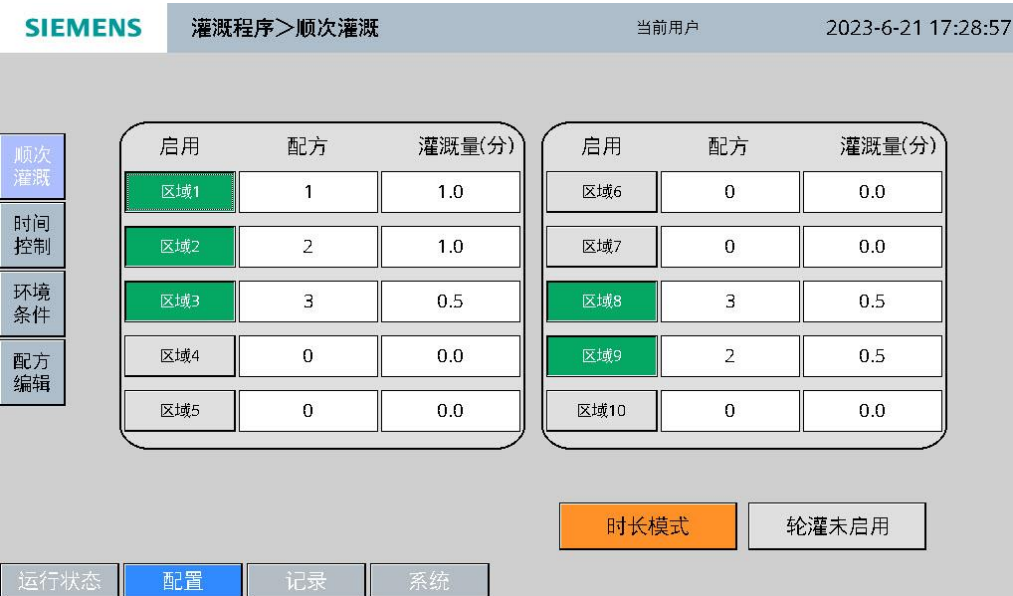 SIEMENS 灌溉程序＞顺次灌溉 当前用户 2023-6-21 17:28:57
顺次
灌溉
时间
控制
环境
条件
配方
编辑
启用 配方 灌溉量(分)
区域1 1 1.0
区域2 2 1.0
区域3 3 0.5
区域4 0 0.0
区域5 0 0.0
启用 配方 灌溉量(分)
区域6 0 0.0
区域7 0 0.0
区域8 3 0.5
区域9 2 0.5
区域10 0 0.0
时长模式 轮灌未启用
运行状态 配置 记录 系统